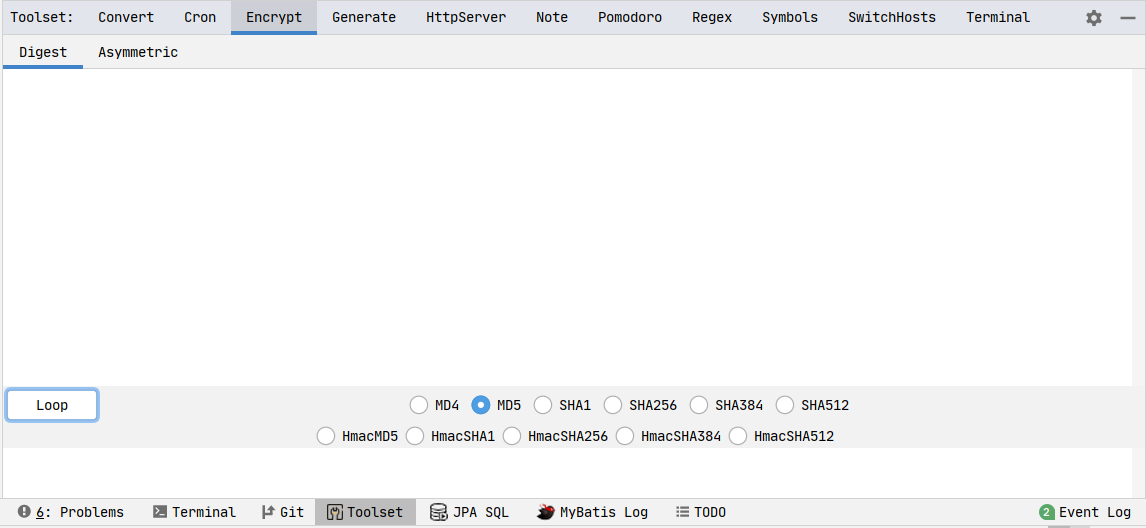 Toolset: Convert Cron Encrypt Generate HttpServer Note Pomodoro Regex Symbols SwitchHosts Terminal
Digest Asymmetric
Loop MD4 MD5 SHA1 SHA256 SHA384 SHA512
HmacMD5 HmacSHA1 HmacSHA256 HmacSHA384 HmacSHA512
6: Problems Terminal Git Toolset JPA SQL MyBatis Log TODO 2 Event Log